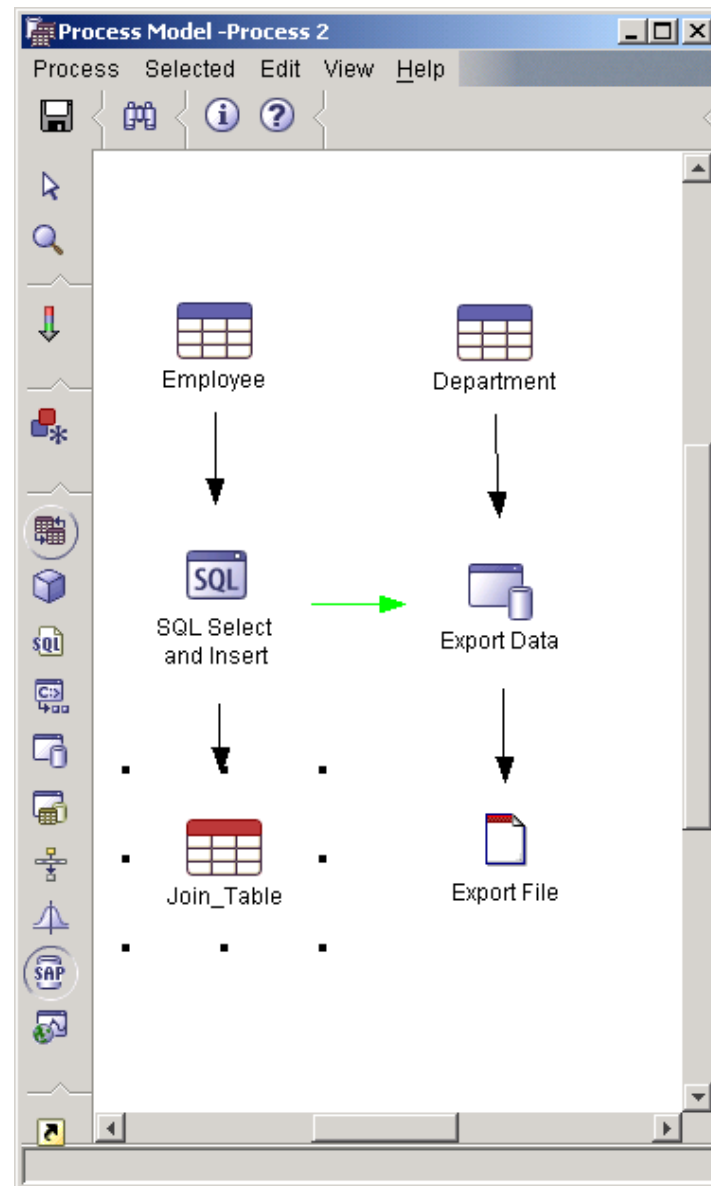 Process Model -Process 2
Process Selected Edit View Help
Employee
Department
SQL
SQL Select
and Insert
Export Data
Join_Table
Export File
SQL
C:>
SAP